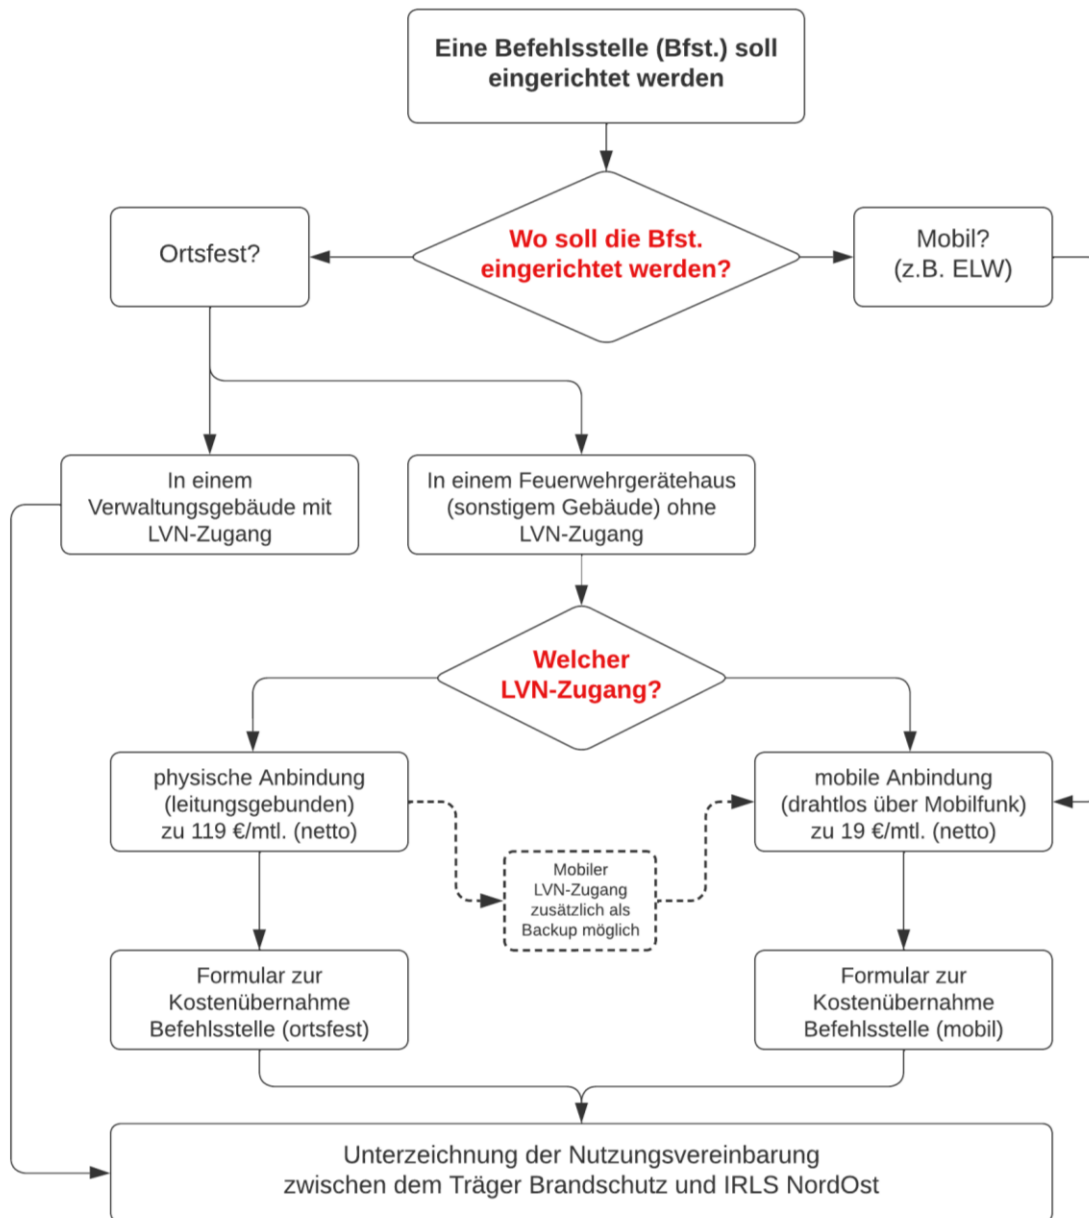 Eine Befehlsstelle (Bfst.) soll
eingerichtet werden
Ortsfest?
Wo soll die Bfst.
eingerichtet werden?
Mobil?
(z.B. ELW)
In einem
Verwaltungsgebäude mit
LVN-Zugang
In einem Feuerwehrgerätehaus
(sonstigem Gebäude) ohne
LVN-Zugang
Welcher
LVN-Zugang?
physische Anbindung
(leitungsgebunden)
zu 119 €/mtl. (netto)
mobile Anbindung
(drahtlos über Mobilfunk)
zu 19 €/mtl. (netto)
Mobiler
LVN-Zugang
zusätzlich als
Backup möglich
Formular zur
Kostenübernahme
Befehlsstelle (ortsfest)
Formular zur
Kostenübernahme
Befehlsstelle (mobil)
Unterzeichnung der Nutzungsvereinbarung
zwischen dem Träger Brandschutz und IRLS NordOst